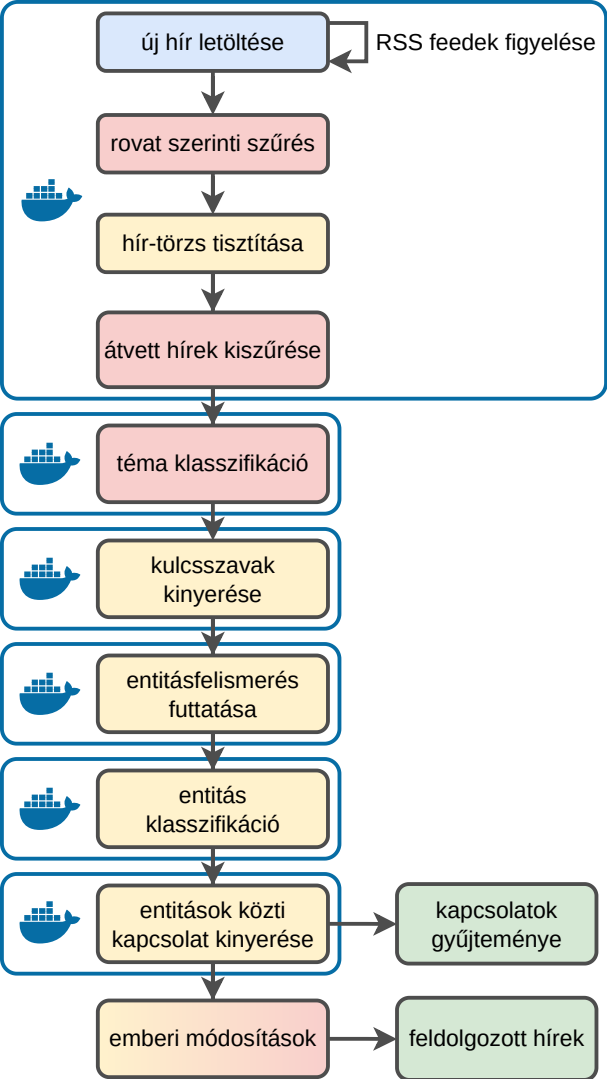 új hír letöltése
RSS feedek figyelése
rovat szerinti szűrés
hír-törzs tisztítása
átvett hírek kiszűrése
téma klasszifikáció
kulcsszavak
kinyerése
entitásfelismerés
futtatása
entitás
klasszifikáció
entitások közti
kapcsolat kinyerése
kapcsolatok
gyűjteménye
emberi módosítások
feldolgozott hírek